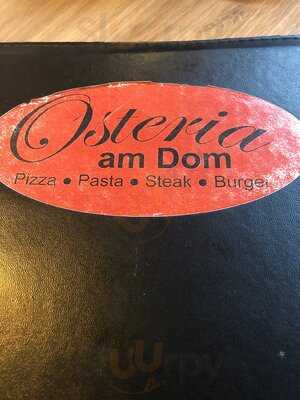 Osteria
am Dom
Pizza • Pasta • Steak • Burger